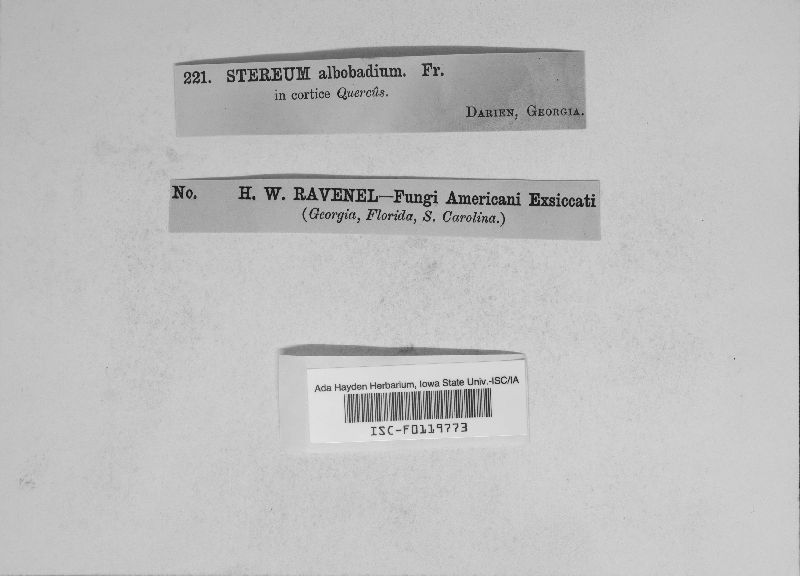 221. STEREUM albobadium. Fr.
in cortice Quercûs.
DARIEN, GEORGIA.
No. H. W. RAVENEL—Fungi Americani Exsiccati
(Georgia, Florida, S. Carolina.)
Ada Hayden Herbarium, Iowa State Univ.-ISC/IA
ISC-F0119773